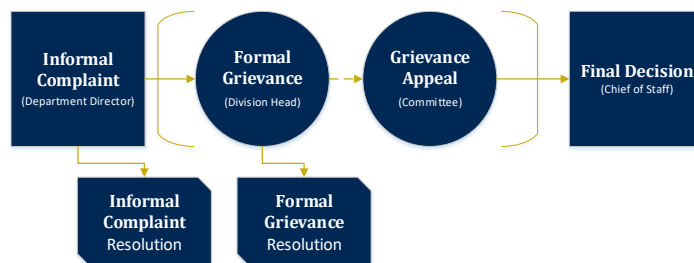 Informal
Complaint
(Department Director)
Formal
Grievance
(Division Head)
Grievance
Appeal
(Committee)
Final Decision
(Chief of Staff)
Informal
Complaint
Resolution
Formal
Grievance
Resolution